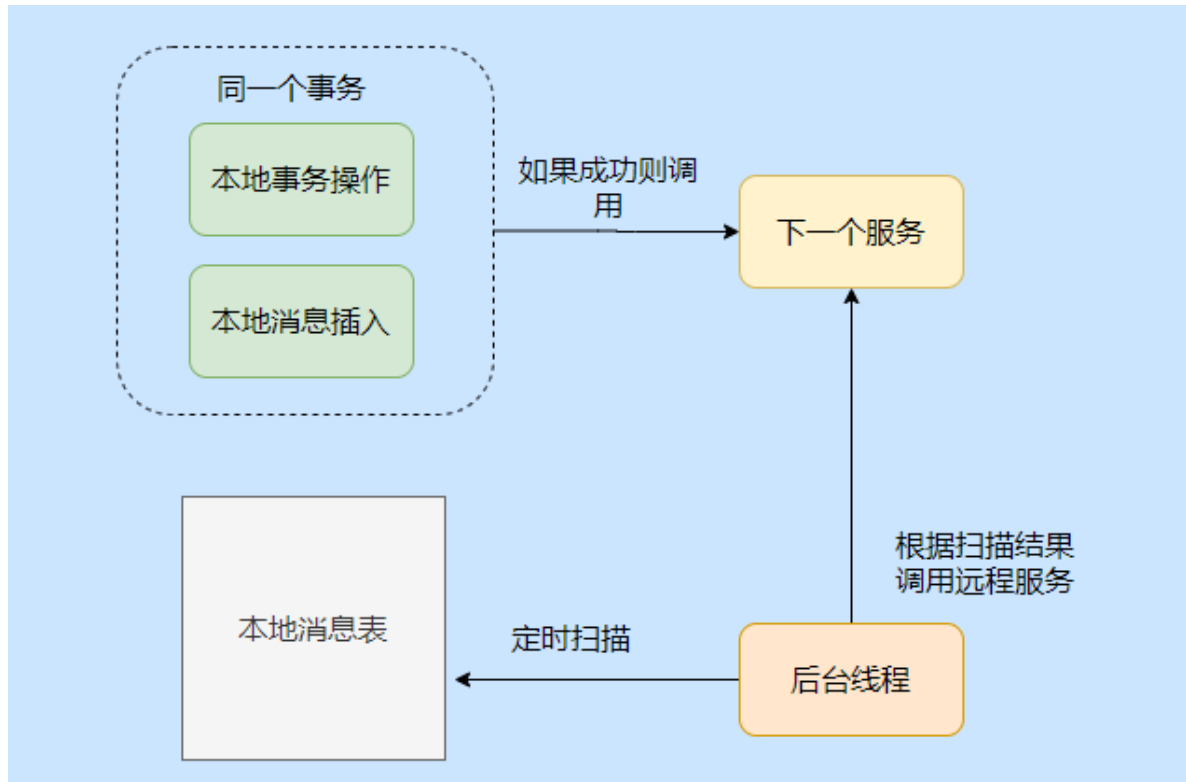 同一个事务
本地事务操作
如果成功则调
用
下一个服务
本地消息插入
根据扫描结果
调用远程服务
本地消息表
定时扫描
后台线程